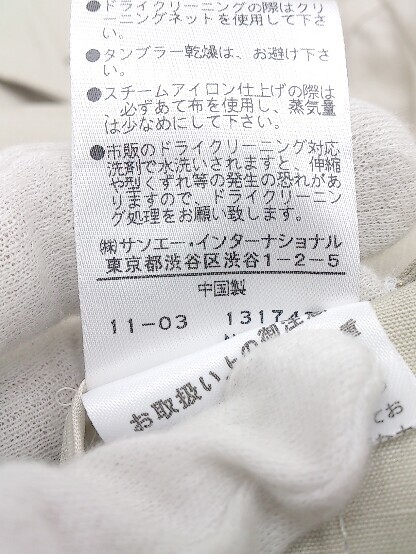 ●ドライクリーニングの際はクリ
ーニングネットを使用して下さ
い。
●タンブラー乾燥は、お避け下さ
い。
●スチームアイロン仕上げの際は
必ずあて布を使用し、蒸気量
は少なめにして下さい。
●市販のドライクリーニング対応
洗剤で水洗いされますと、伸縮
や型くずれ等の発生の恐れがあ
りますので、ドライクリーニン
グ処理をお願い致します。
㈱サンエー・インターナショナル
東京都渋谷区渋谷1-2-5
中国製
11-03 13174
お取扱い上の御注